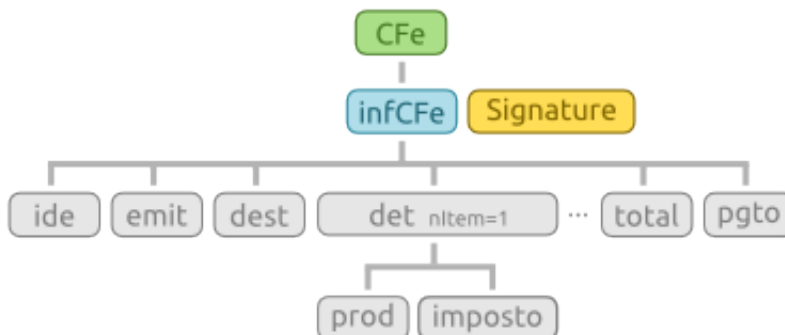 CFe
infCFe Signature
ide emit dest det nItem=1 ... total pgto
prod imposto